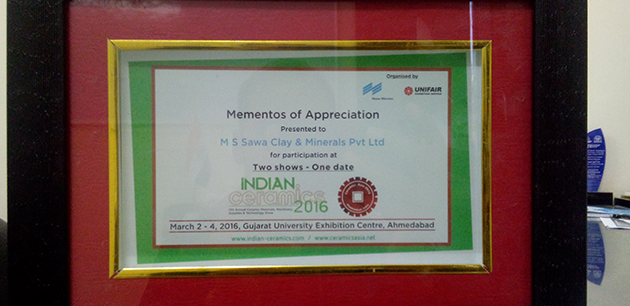 Organised by
UNIFAIR
Mementos of Appreciation
Presented to
M S Sawa Clay & Minerals Pvt Ltd
for participation at
Two shows - One date
INDIAN
ceramics
2016
March 2 - 4, 2016, Gujarat University Exhibition Centre, Ahmedabad
www.indian-ceramics.com / www.ceramicsasia.net